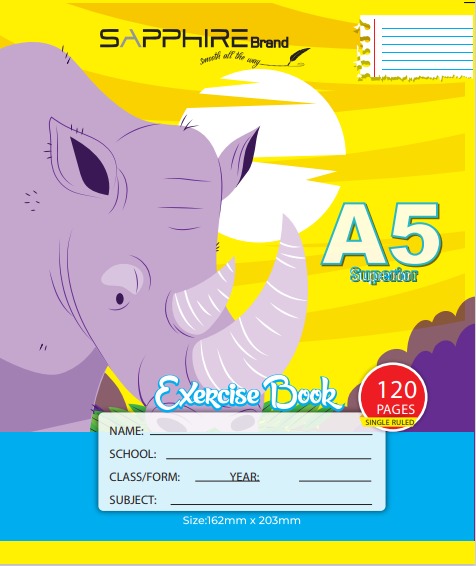 SAPPHIRE Brand
Smooth all the way
A5
Superior
Exercise Book
120
PAGES
SINGLE RULED
NAME:
SCHOOL:
CLASS/FORM: YEAR:
SUBJECT:
Size:162mm x 203mm